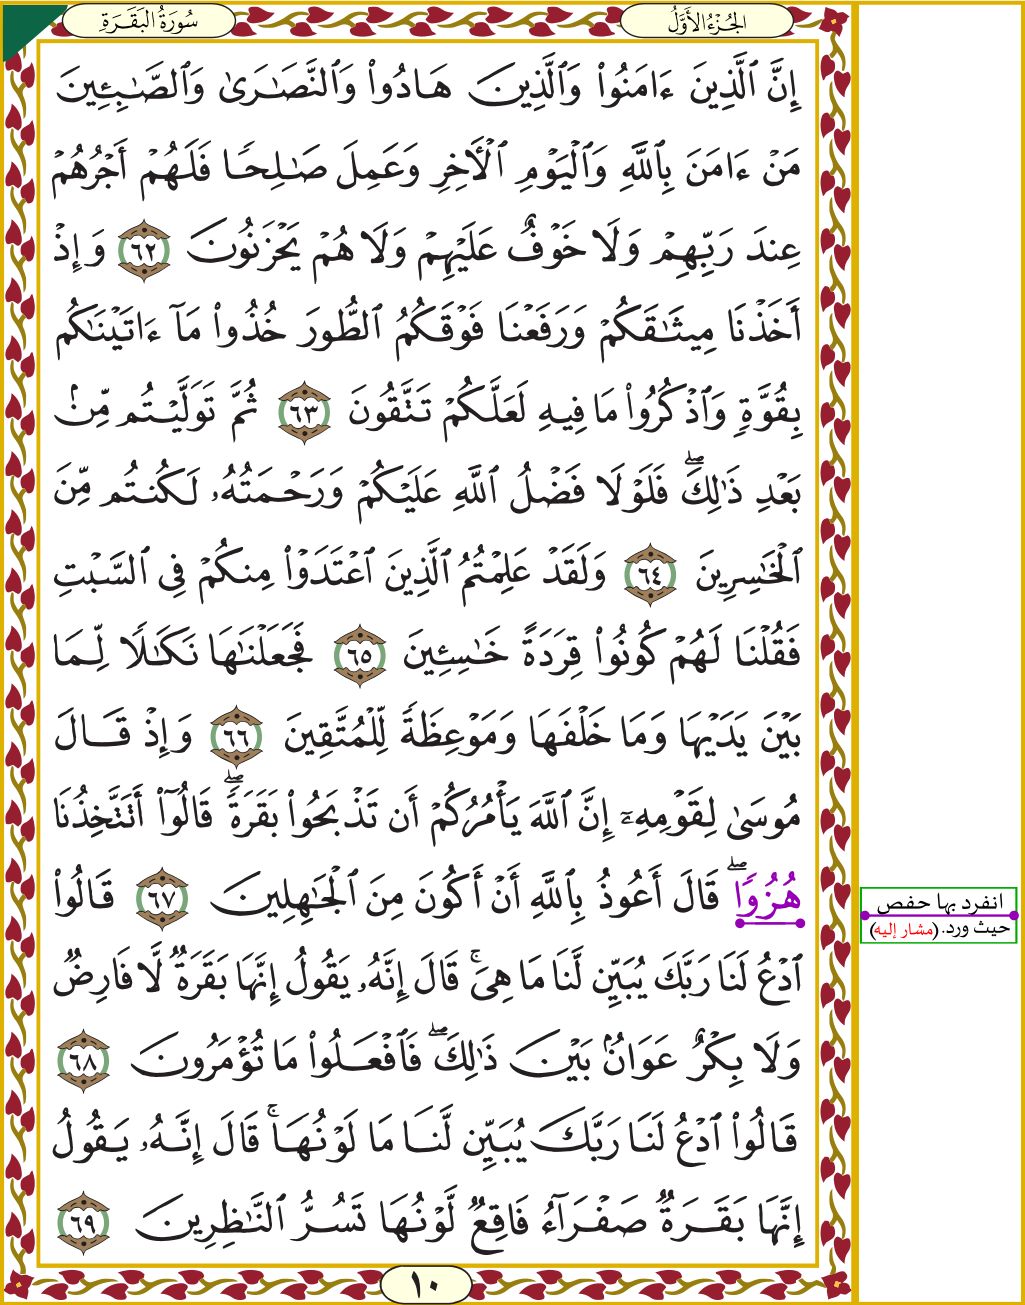 الجُزْءُ الأَوَّلُ
سُورَةُ البَقَرَةِ
إِنَّ ٱلَّذِينَ ءَامَنُوا۟ وَٱلَّذِينَ هَادُوا۟ وَٱلنَّصَـٰرَىٰ وَٱلصَّـٰبِـِٔينَ
مَنْ ءَامَنَ بِٱللَّهِ وَٱلْيَوْمِ ٱلْـَٔاخِرِ وَعَمِلَ صَـٰلِحًا فَلَهُمْ أَجْرُهُمْ
عِندَ رَبِّهِمْ وَلَا خَوْفٌ عَلَيْهِمْ وَلَا هُمْ يَحْزَنُونَ ٦٢ وَإِذْ
أَخَذْنَا مِيثَـٰقَكُمْ وَرَفَعْنَا فَوْقَكُمُ ٱلطُّورَ خُذُوا۟ مَآ ءَاتَيْنَـٰكُم
بِقُوَّةٍ وَٱذْكُرُوا۟ مَا فِيهِ لَعَلَّكُمْ تَتَّقُونَ ٦٣ ثُمَّ تَوَلَّيْتُم مِّنۢ
بَعْدِ ذَٰلِكَ ۖ فَلَوْلَا فَضْلُ ٱللَّهِ عَلَيْكُمْ وَرَحْمَتُهُۥ لَكُنتُم مِّنَ
ٱلْخَـٰسِرِينَ ٦٤ وَلَقَدْ عَلِمْتُمُ ٱلَّذِينَ ٱعْتَدَوْا۟ مِنكُمْ فِى ٱلسَّبْتِ
فَقُلْنَا لَهُمْ كُونُوا۟ قِرَدَةً خَـٰسِـِٔينَ ٦٥ فَجَعَلْنَـٰهَا نَكَـٰلًا لِّمَا
بَيْنَ يَدَيْهَا وَمَا خَلْفَهَا وَمَوْعِظَةً لِّلْمُتَّقِينَ ٦٦ وَإِذْ قَالَ
مُوسَىٰ لِقَوْمِهِۦٓ إِنَّ ٱللَّهَ يَأْمُرُكُمْ أَن تَذْبَحُوا۟ بَقَرَةً ۖ قَالُوٓا۟ أَتَتَّخِذُنَا
هُزُوًا ۖ قَالَ أَعُوذُ بِٱللَّهِ أَنْ أَكُونَ مِنَ ٱلْجَـٰهِلِينَ ٦٧ قَالُوا۟
ٱدْعُ لَنَا رَبَّكَ يُبَيِّن لَّنَا مَا هِىَ ۚ قَالَ إِنَّهُۥ يَقُولُ إِنَّهَا بَقَرَةٌ لَّا فَارِضٌ
وَلَا بِكْرٌ عَوَانٌۢ بَيْنَ ذَٰلِكَ ۖ فَٱفْعَلُوا۟ مَا تُؤْمَرُونَ ٦٨
قَالُوا۟ ٱدْعُ لَنَا رَبَّكَ يُبَيِّن لَّنَا مَا لَوْنُهَا ۚ قَالَ إِنَّهُۥ يَقُولُ
إِنَّهَا بَقَرَةٌ صَفْرَآءُ فَاقِعٌ لَّوْنُهَا تَسُرُّ ٱلنَّـٰظِرِينَ ٦٩
انفرد بها حفص
حيث ورد. (مشار إليه)
١٠